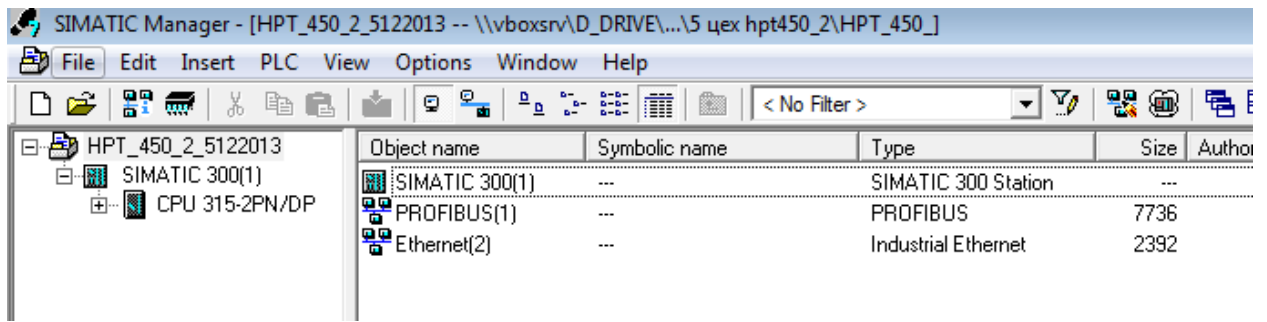 SIMATIC Manager - [HPT_450_2_5122013 -- \\vboxsrv\D_DRIVE\...\5 цех hpt450_2\HPT_450_]
File Edit Insert PLC View Options Window Help
< No Filter >
HPT_450_2_5122013
SIMATIC 300(1)
CPU 315-2PN/DP
Object name Symbolic name Type Size Author
SIMATIC 300(1) --- SIMATIC 300 Station ---
PROFIBUS(1) --- PROFIBUS 7736
Ethernet(2) --- Industrial Ethernet 2392